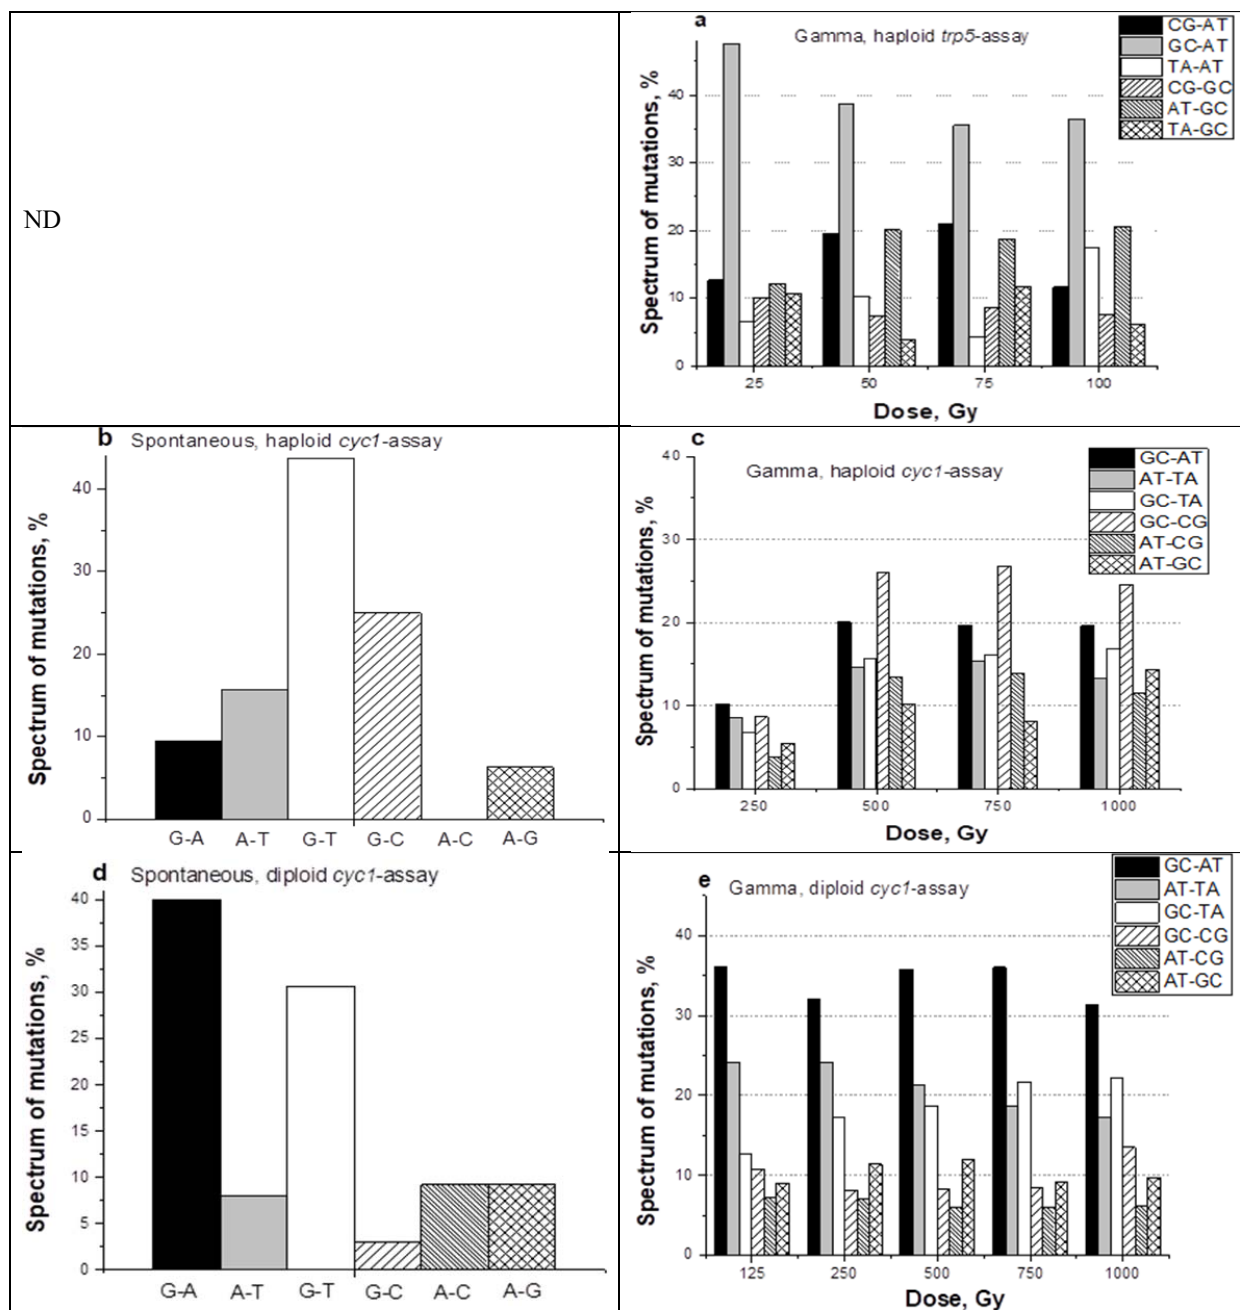 ND
a
Gamma, haploid trp5-assay
CG-AT
GC-AT
TA-AT
CG-GC
AT-GC
TA-GC
Spectrum of mutations, %
40
30
20
10
0
25 50 75 100
Dose, Gy
b Spontaneous, haploid cyc1-assay
Spectrum of mutations, %
40
30
20
10
0
G-A A-T G-T G-C A-C A-G
c
Gamma, haploid cyc1-assay
GC-AT
AT-TA
GC-TA
GC-CG
AT-CG
AT-GC
Spectrum of mutations, %
40
30
20
10
0
250 500 750 1000
Dose, Gy
d Spontaneous, diploid cyc1-assay
Spectrum of mutations, %
40
35
30
25
20
15
10
5
0
G-A A-T G-T G-C A-C A-G
e Gamma, diploid cyc1-assay
GC-AT
AT-TA
GC-TA
GC-CG
AT-CG
AT-GC
Spectrum of mutations, %
40
30
20
10
0
125 250 500 750 1000
Dose, Gy